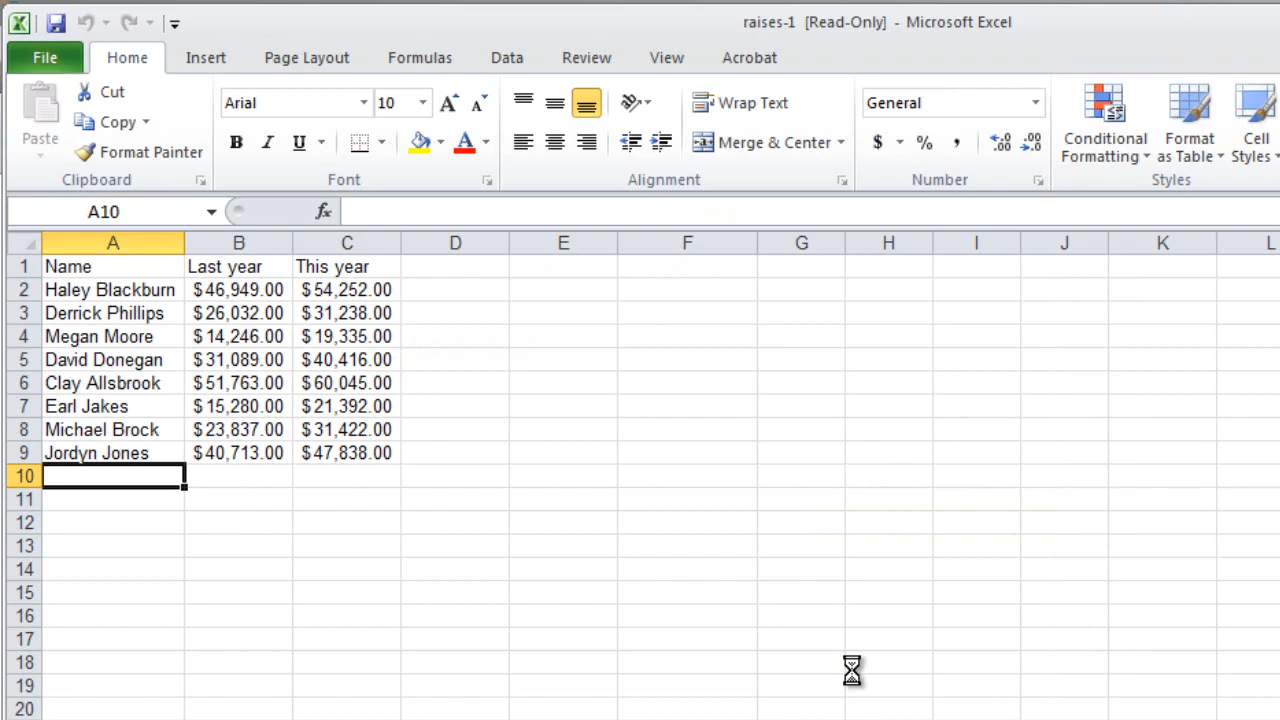 raises-1 [Read-Only] - Microsoft Excel
File Home Insert Page Layout Formulas Data Review View Acrobat
Paste
Cut
Copy
Format Painter
Clipboard
Arial 10 A A
B I U A
Font
Wrap Text
Merge & Center
Alignment
General
$ % , .0 .00 .00 .0
Number
Conditional Formatting
Format as Table
Cell Styles
Styles
A10 fx
A B C D E F G H I J K L
1 Name Last year This year
2 Haley Blackburn $46,949.00 $54,252.00
3 Derrick Phillips $26,032.00 $31,238.00
4 Megan Moore $14,246.00 $19,335.00
5 David Donegan $31,089.00 $40,416.00
6 Clay Allsbrook $51,763.00 $60,045.00
7 Earl Jakes $15,280.00 $21,392.00
8 Michael Brock $23,837.00 $31,422.00
9 Jordyn Jones $40,713.00 $47,838.00
10
11
12
13
14
15
16
17
18
19
20